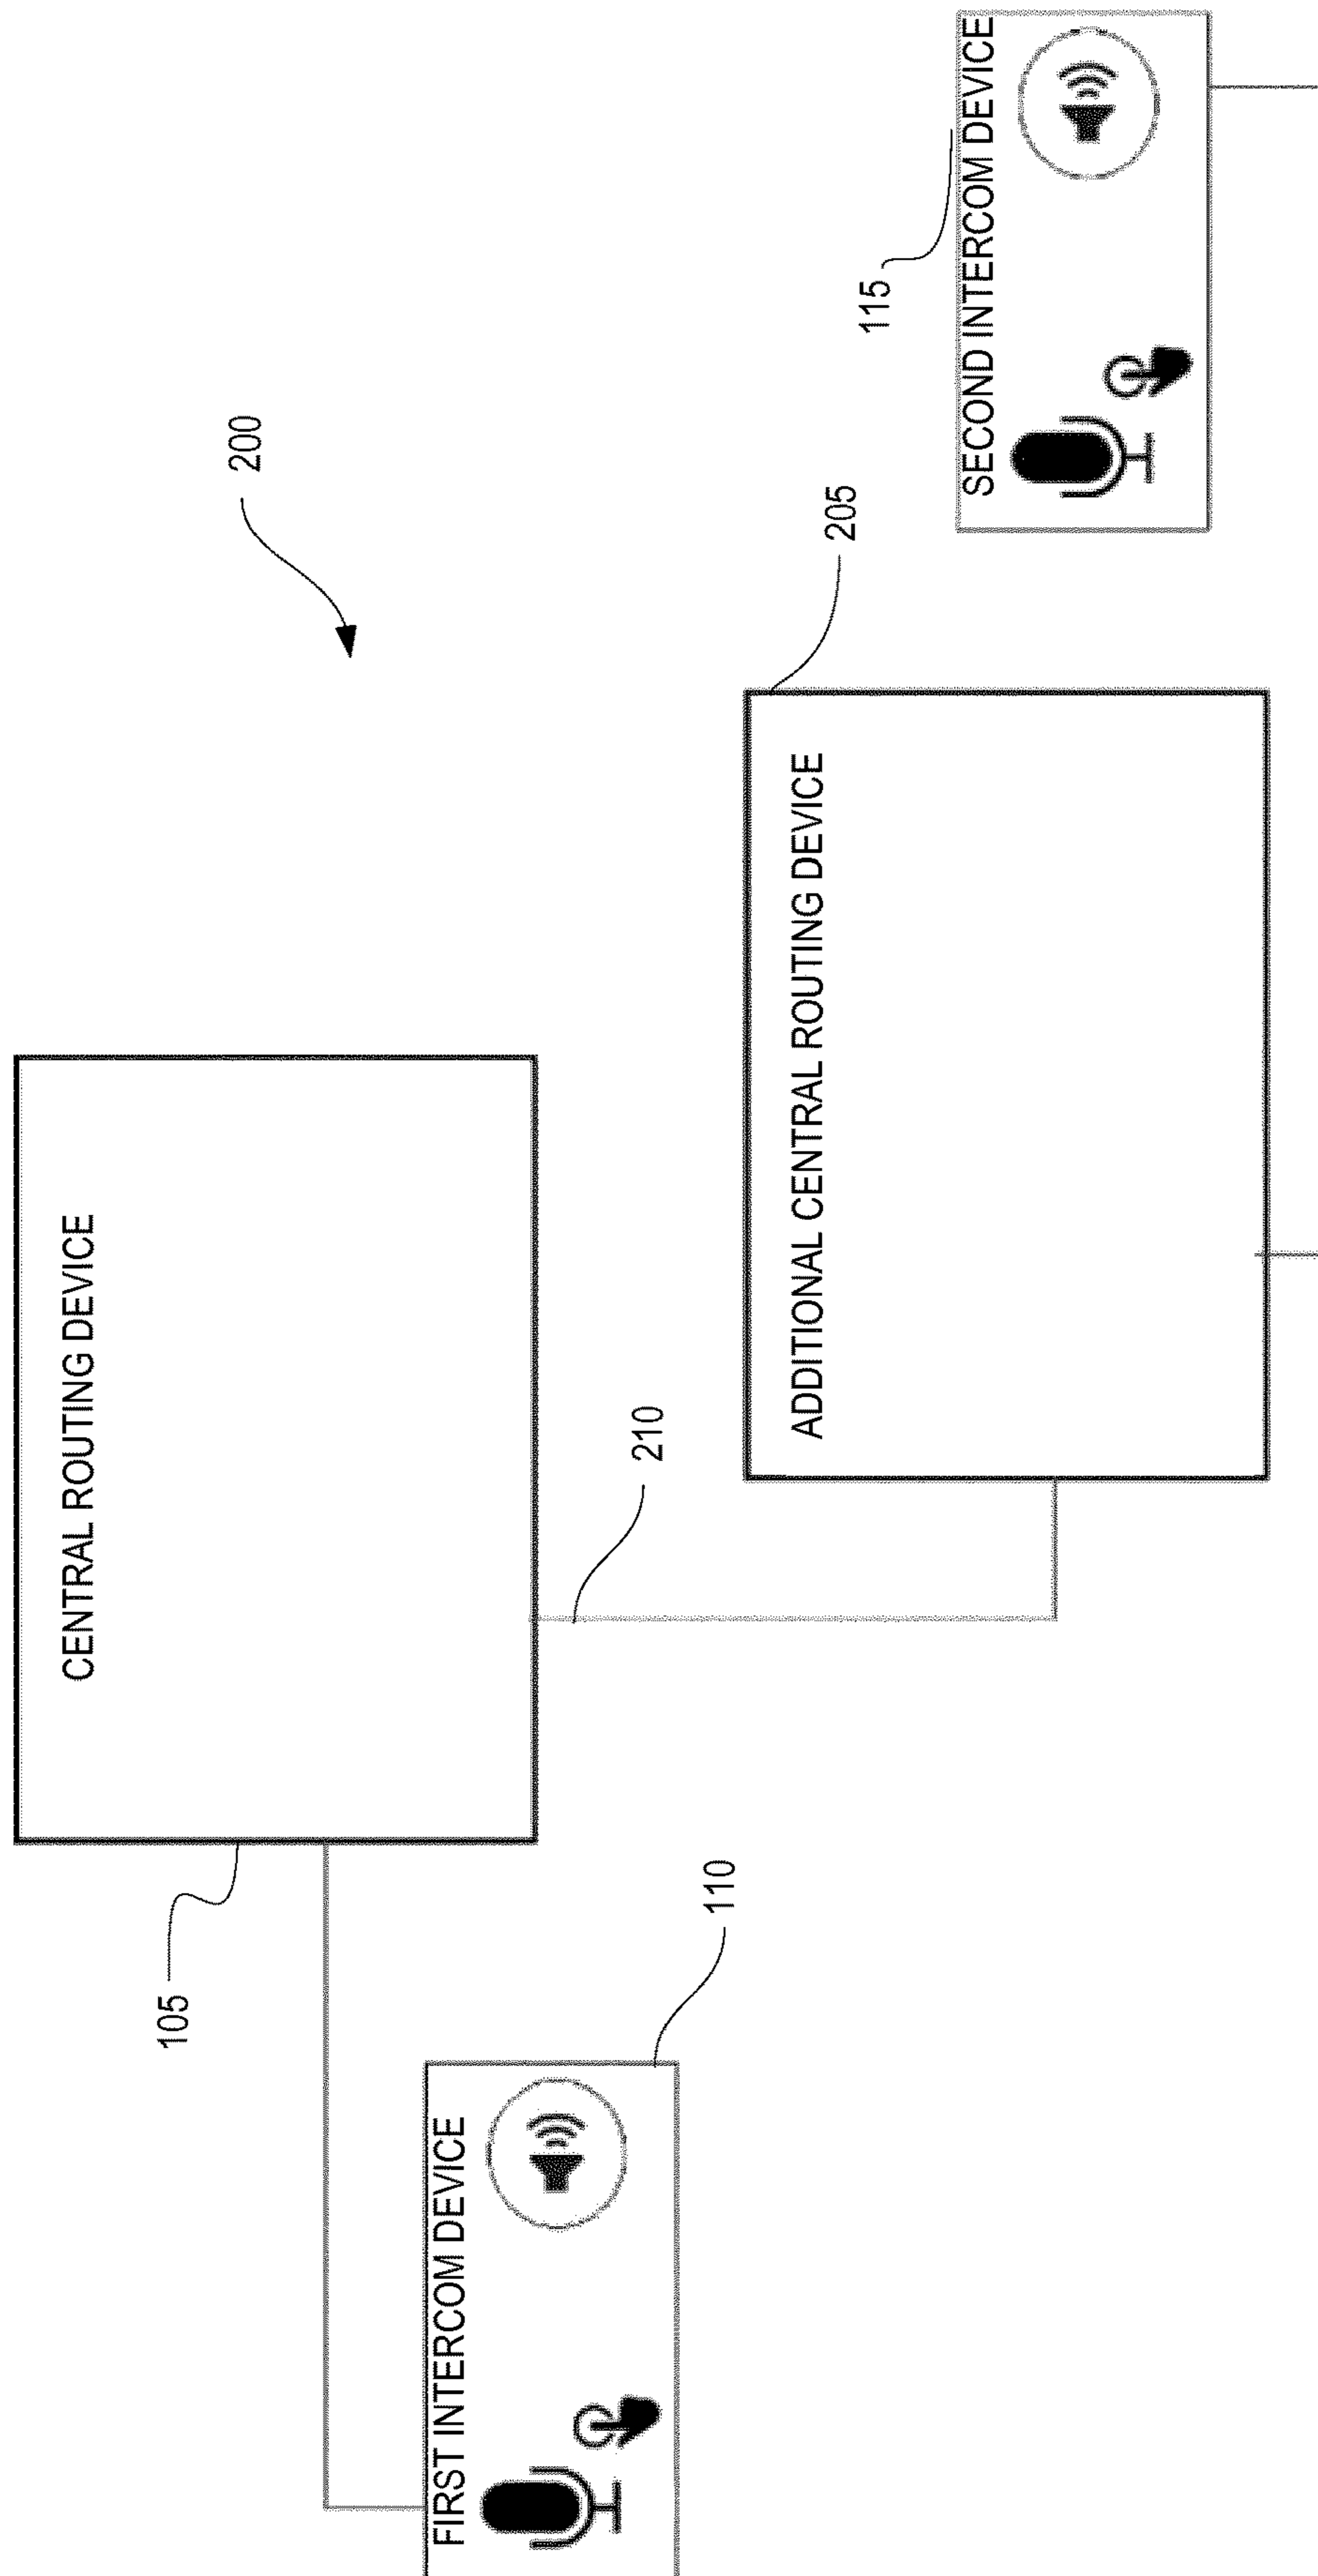 200
CENTRAL ROUTING DEVICE
105
210
FIRST INTERCOM DEVICE
110
ADDITIONAL CENTRAL ROUTING DEVICE
205
115
SECOND INTERCOM DEVICE